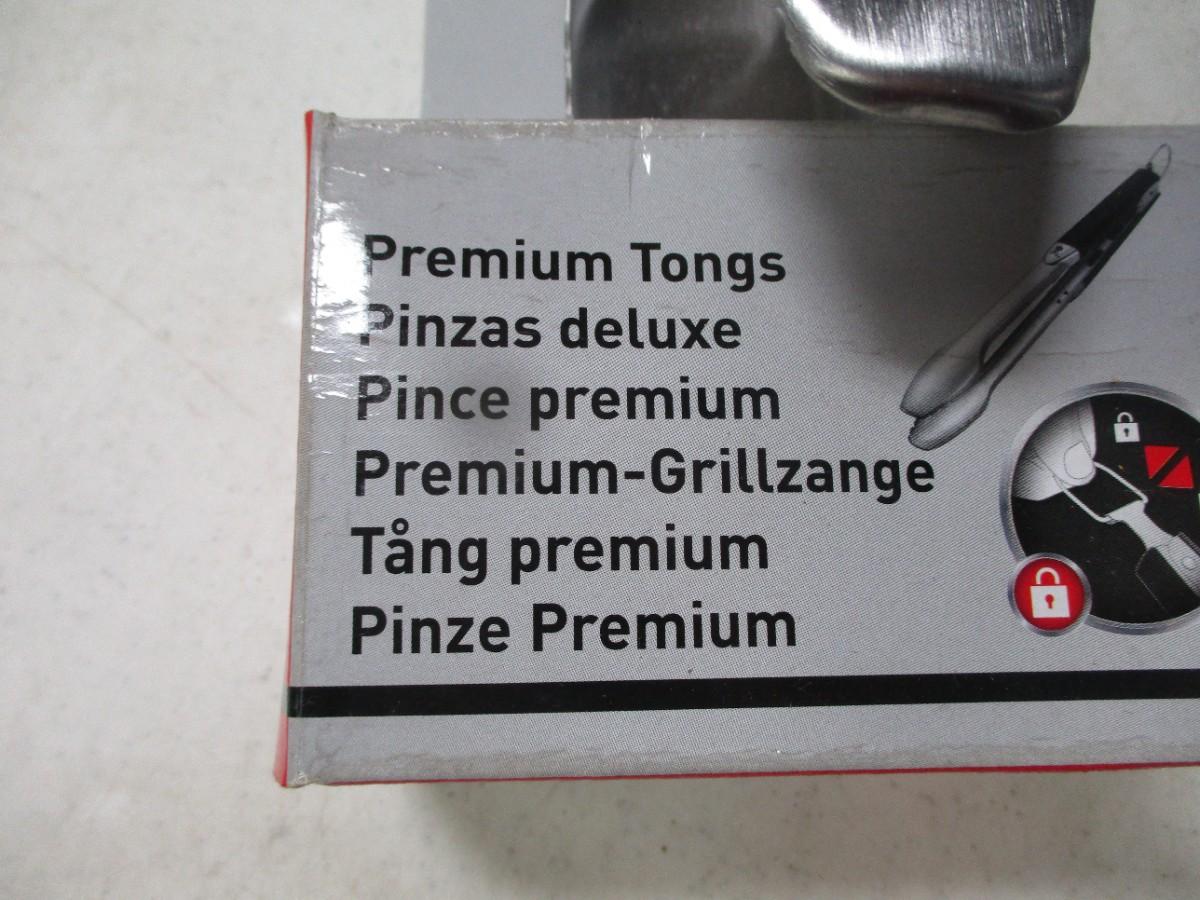 Premium Tongs
Pinzas deluxe
Pince premium
Premium-Grillzange
Tång premium
Pinze Premium